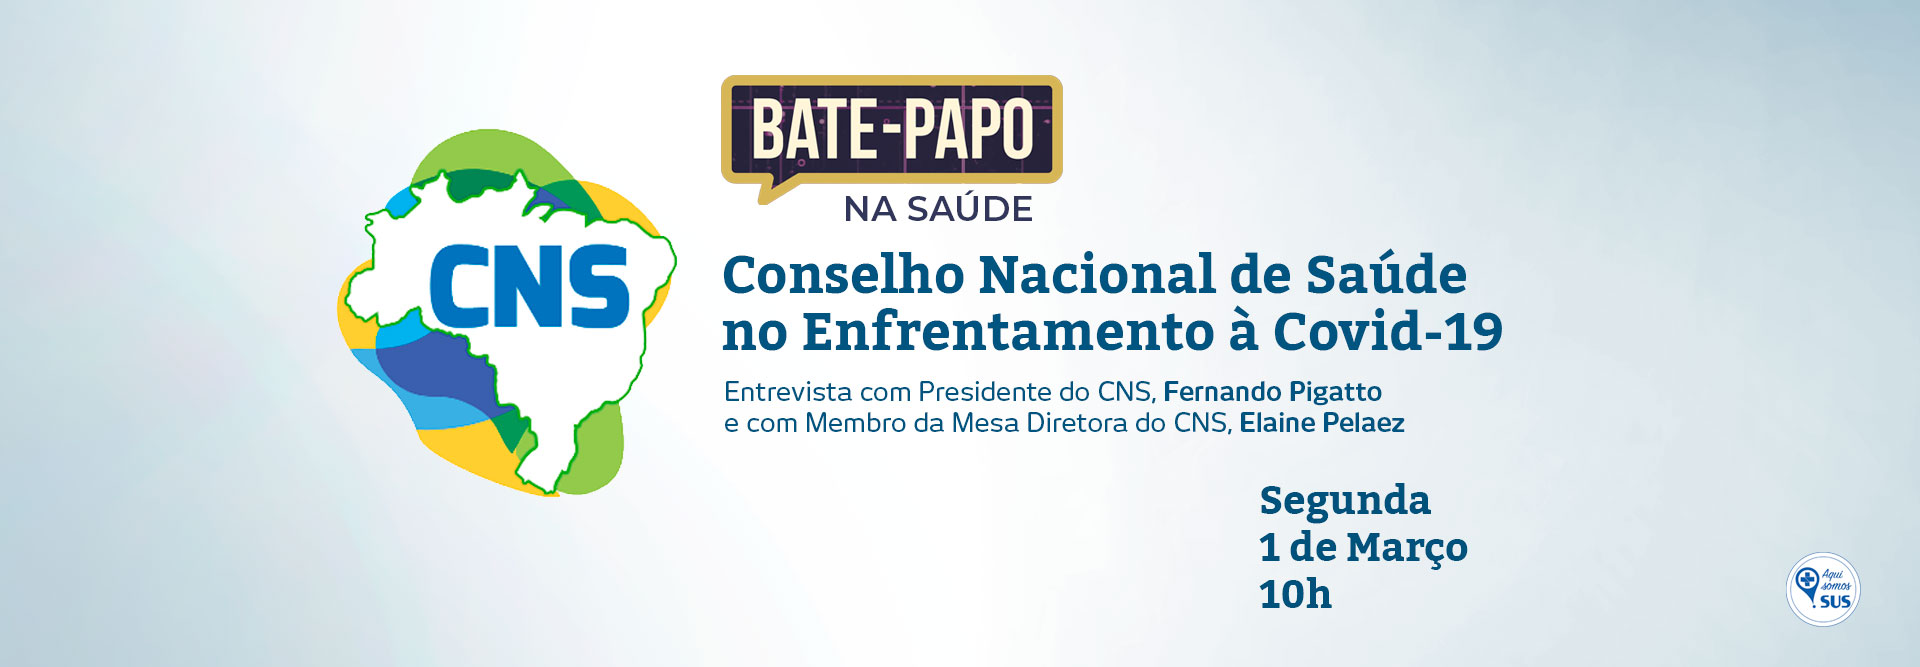 BATE-PAPO
NA SAÚDE
CNS
Conselho Nacional de Saúde
no Enfrentamento à Covid-19
Entrevista com Presidente do CNS, Fernando Pigatto
e com Membro da Mesa Diretora do CNS, Elaine Pelaez
Segunda
1 de Março
10h
Aqui
somos
SUS